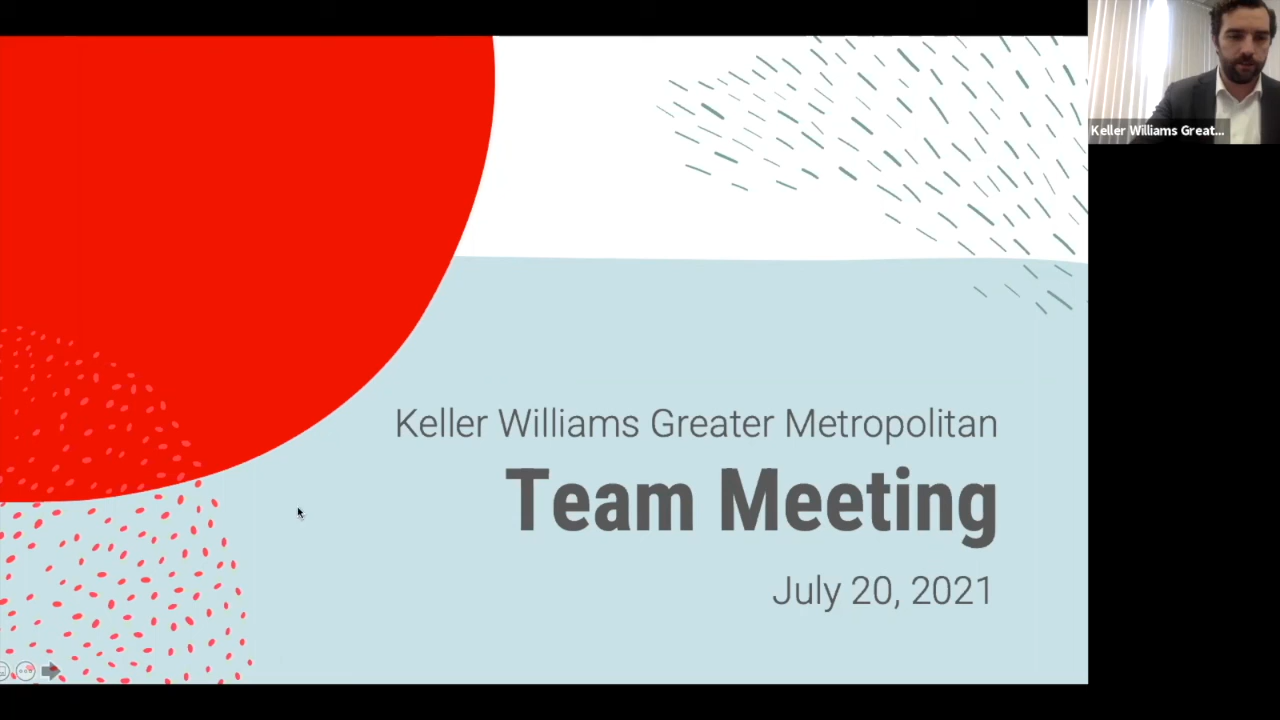 Keller Williams Great...
Keller Williams Greater Metropolitan
Team Meeting
July 20, 2021